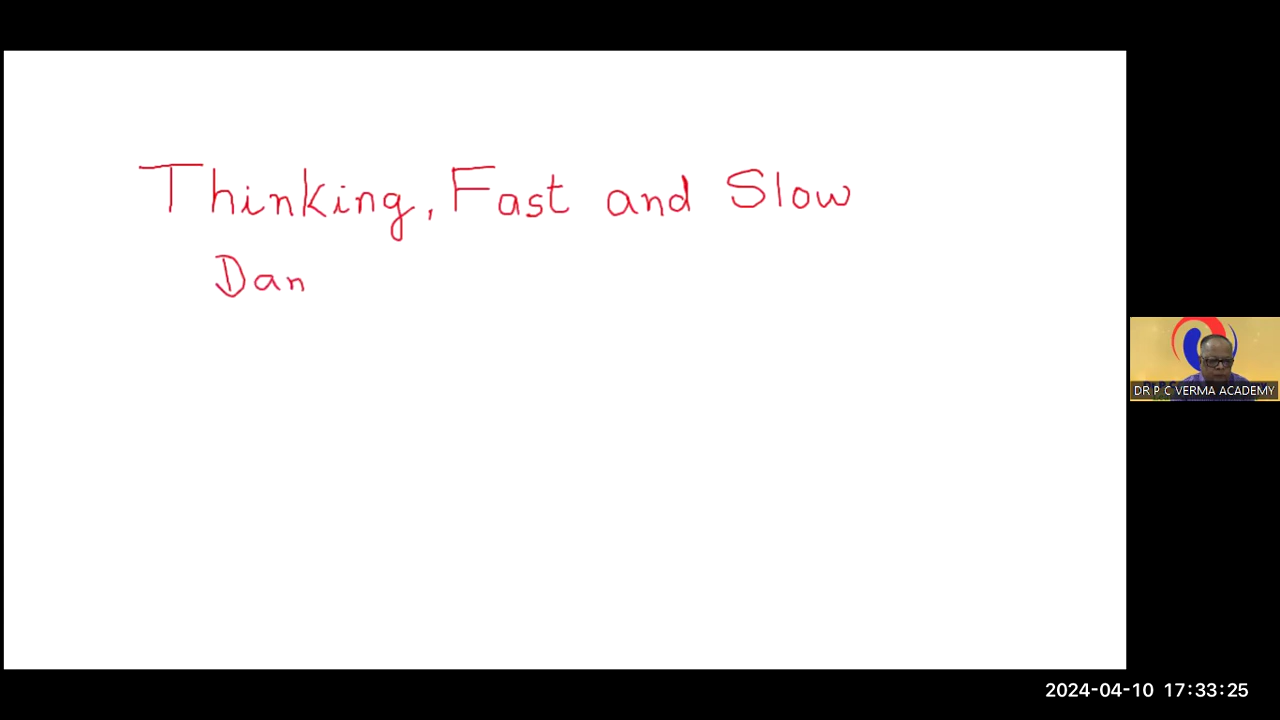 Thinking, Fast and Slow
Dan
DR P C VERMA ACADEMY
2024-04-10 17:33:25